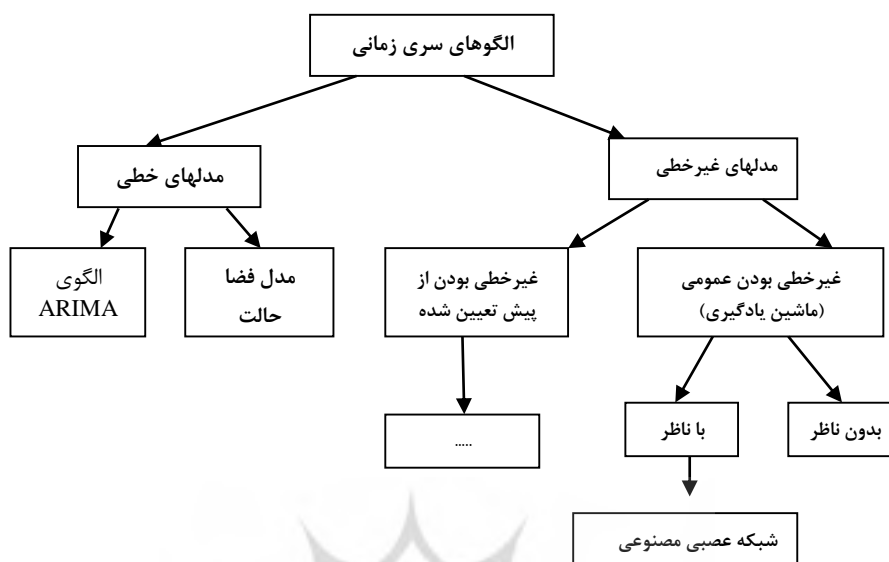 الگوهای سری زمانی
مدلهای غیرخطی
مدلهای خطی
غیرخطی بودن عمومی
(ماشین یادگیری)
غیرخطی بودن از
پیش تعیین شده
مدل فضا
حالت
الگوی
ARIMA
بدون ناظر
با ناظر
.....
شبکه عصبی مصنوعی